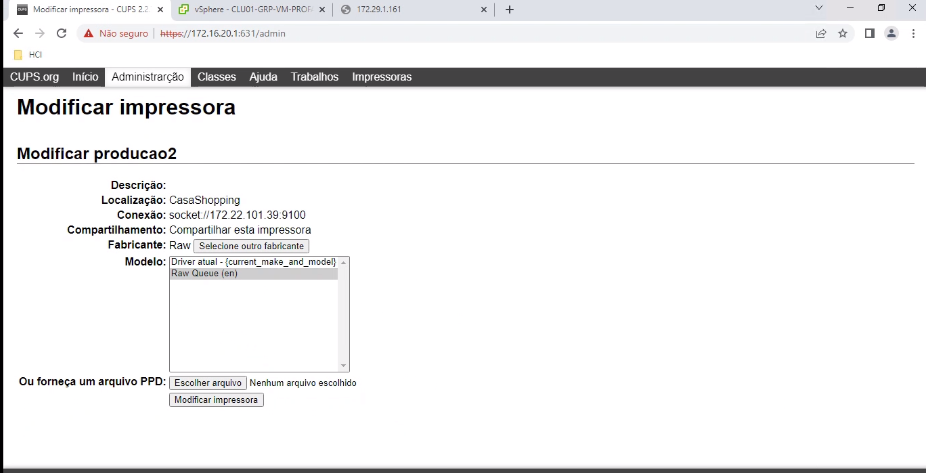 Modificar impressora - CUPS 2.2.
vSphere - CLU01-GRP-VM-PROD
172.29.1.161
Não seguro https://172.16.20.1:631/admin
HCI
CUPS.org Início Administrarção Classes Ajuda Trabalhos Impressoras
Modificar impressora
Modificar producao2
Descrição:
Localização: CasaShopping
Conexão: socket://172.22.101.39:9100
Compartilhamento: Compartilhar esta impressora
Fabricante: Raw Selecione outro fabricante
Modelo: Driver atual - {current_make_and_model}
Raw Queue (en)
Ou forneça um arquivo PPD: Escolher arquivo Nenhum arquivo escolhido
Modificar impressora